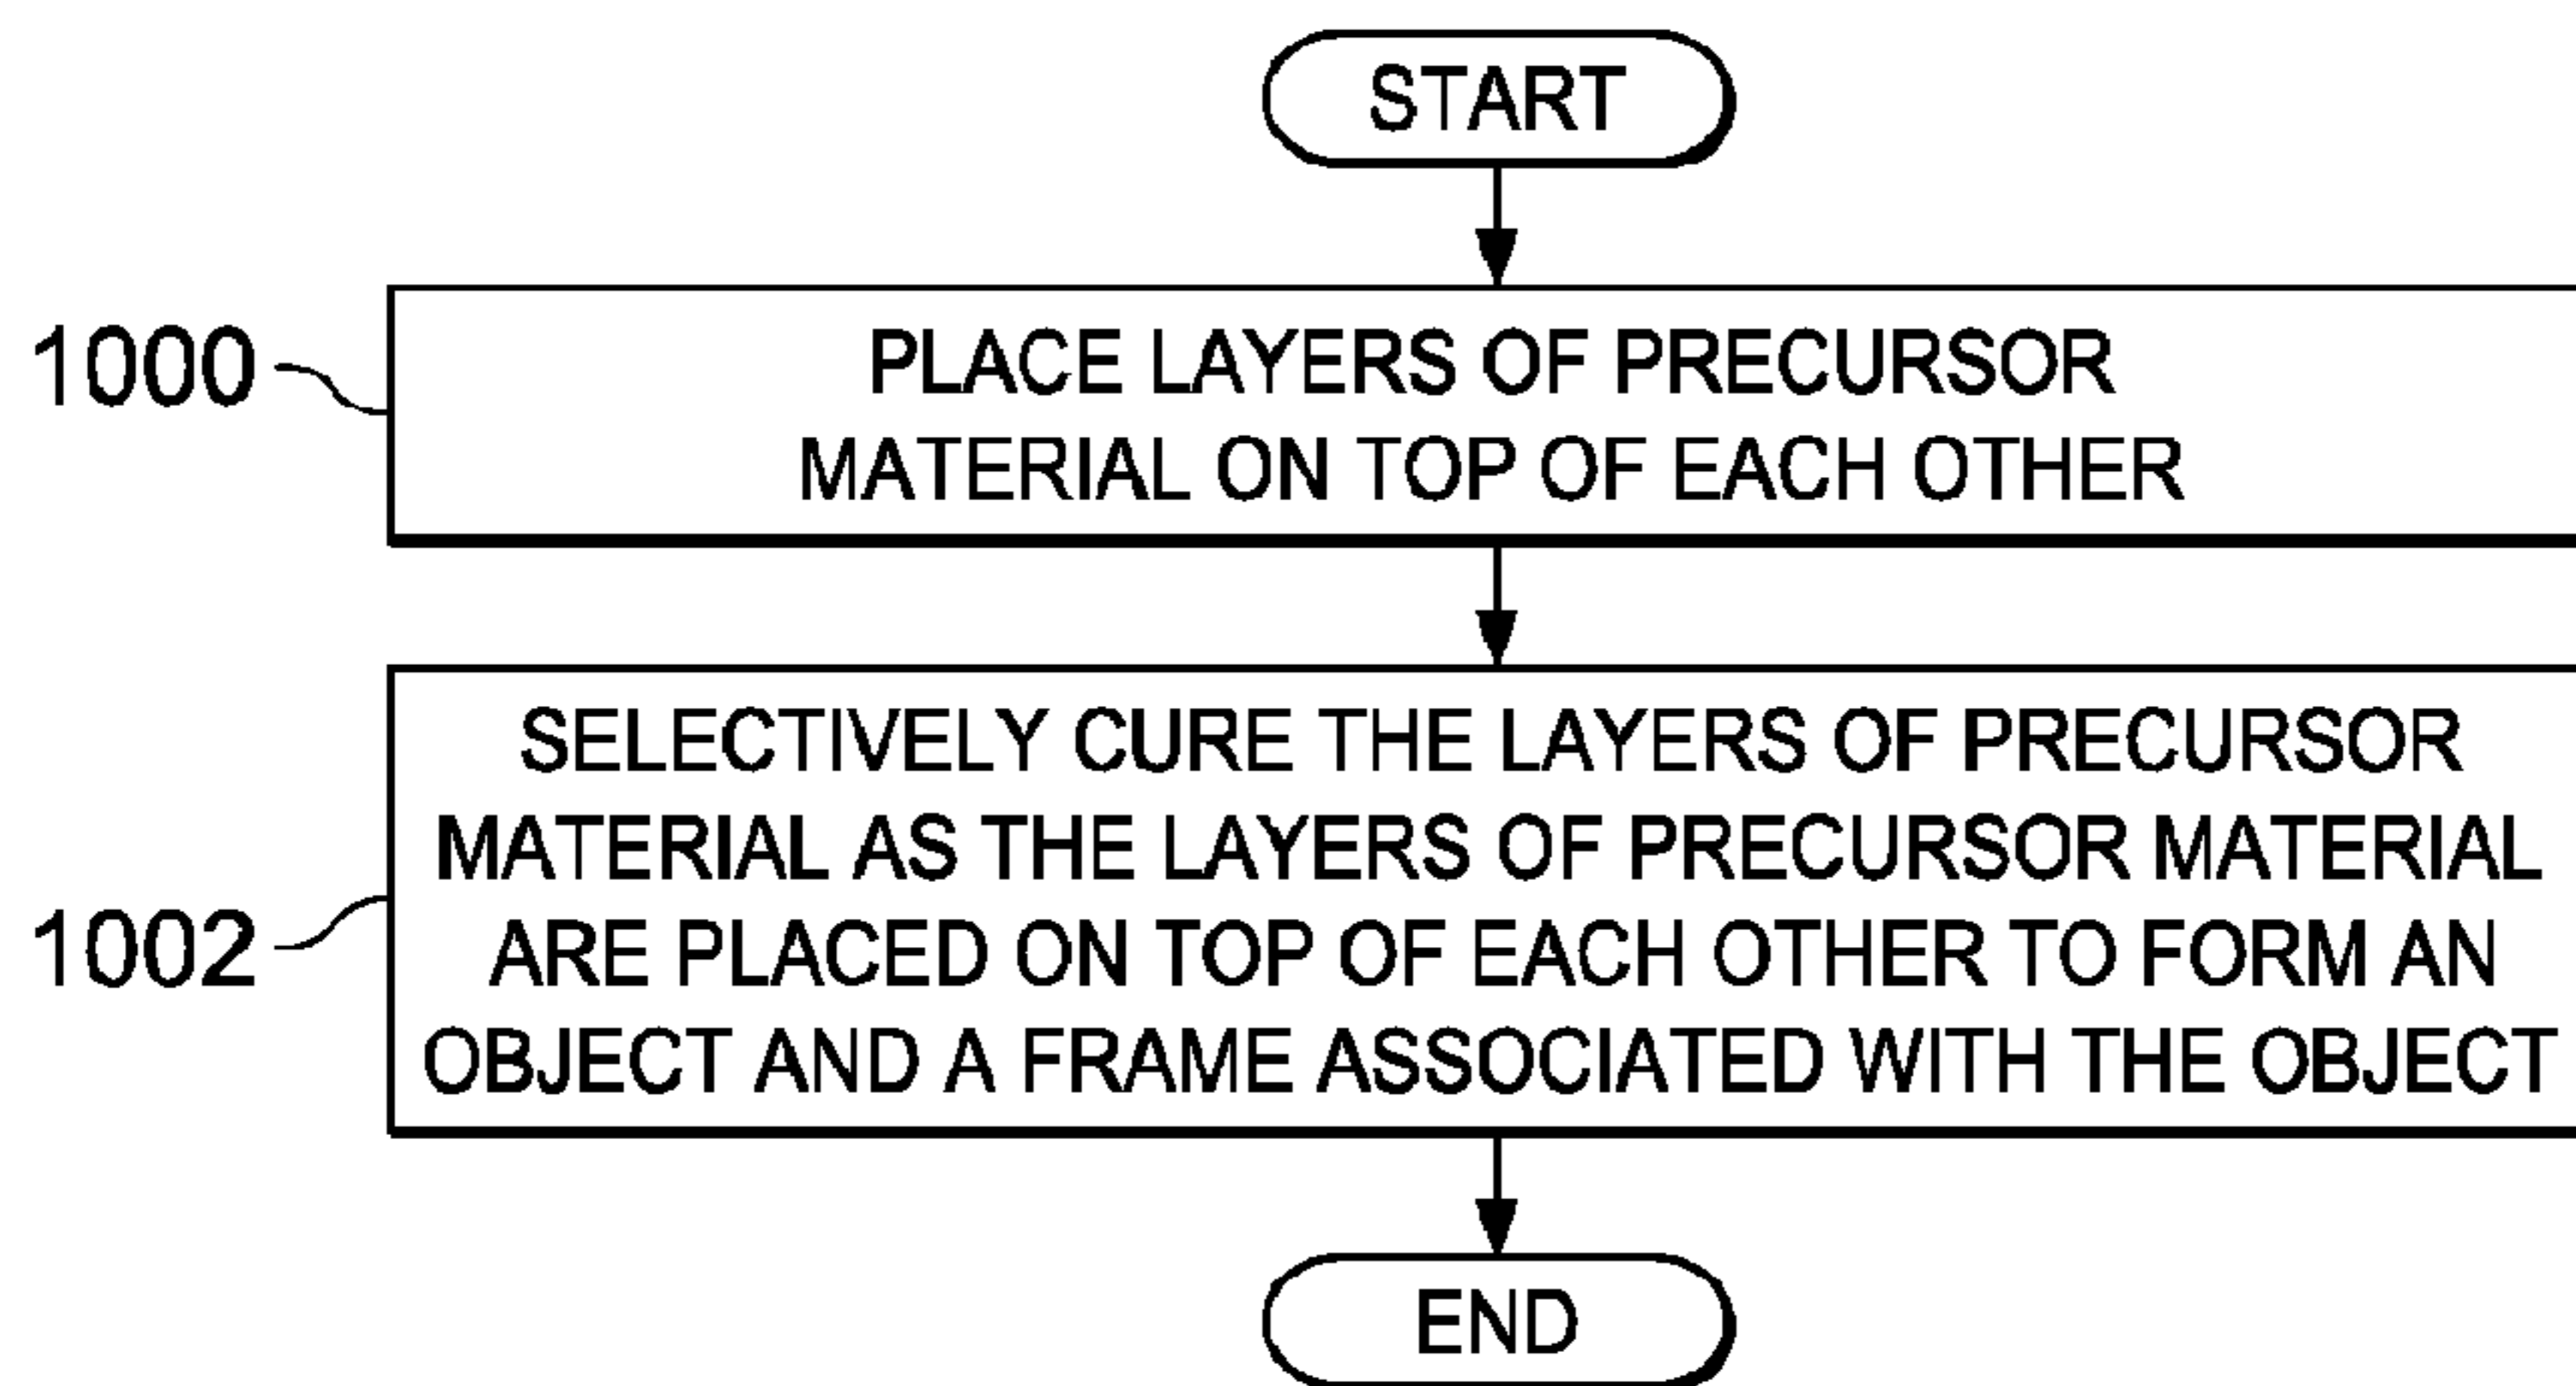 START
1000
PLACE LAYERS OF PRECURSOR
MATERIAL ON TOP OF EACH OTHER
1002
SELECTIVELY CURE THE LAYERS OF PRECURSOR
MATERIAL AS THE LAYERS OF PRECURSOR MATERIAL
ARE PLACED ON TOP OF EACH OTHER TO FORM AN
OBJECT AND A FRAME ASSOCIATED WITH THE OBJECT
END